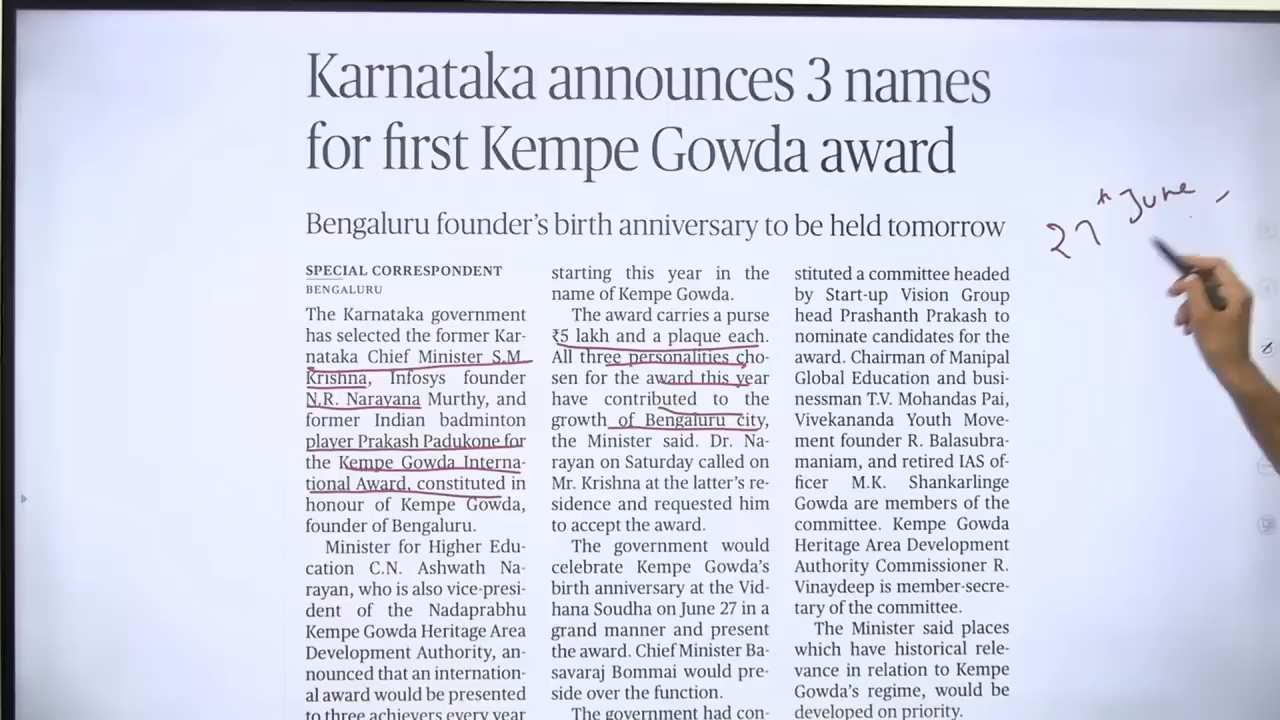 Karnataka announces 3 names
for first Kempe Gowda award
Bengaluru founder's birth anniversary to be held tomorrow
SPECIAL CORRESPONDENT
BENGALURU
The Karnataka government
has selected the former Kar-
nataka Chief Minister S.M.
Krishna, Infosys founder
N.R. Narayana Murthy, and
former Indian badminton
player Prakash Padukone for
the Kempe Gowda Interna-
tional Award, constituted in
honour of Kempe Gowda,
founder of Bengaluru.
Minister for Higher Edu-
cation C.N. Ashwath Na-
rayan, who is also vice-presi-
dent of the Nadaprabhu
Kempe Gowda Heritage Area
Development Authority, an-
nounced that an internation-
al award would be presented
to three achievers every year
starting this year in the
name of Kempe Gowda.
The award carries a purse
₹5 lakh and a plaque each.
All three personalities cho-
sen for the award this year
have contributed to the
growth of Bengaluru city,
the Minister said. Dr. Na-
rayan on Saturday called on
Mr. Krishna at the latter's re-
sidence and requested him
to accept the award.
The government would
celebrate Kempe Gowda's
birth anniversary at the Vid-
hana Soudha on June 27 in a
grand manner and present
the award. Chief Minister Ba-
savaraj Bommai would pre-
side over the function.
The government had con-
stituted a committee headed
by Start-up Vision Group
head Prashanth Prakash to
nominate candidates for the
award. Chairman of Manipal
Global Education and busi-
nessman T.V. Mohandas Pai,
Vivekananda Youth Move-
ment founder R. Balasubra-
maniam, and retired IAS of-
ficer M.K. Shankarlinge
Gowda are members of the
committee. Kempe Gowda
Heritage Area Development
Authority Commissioner R.
Vinaydeep is member-secre-
tary of the committee.
The Minister said places
which have historical rele-
vance in relation to Kempe
Gowda's regime, would be
developed on priority.
27th June,